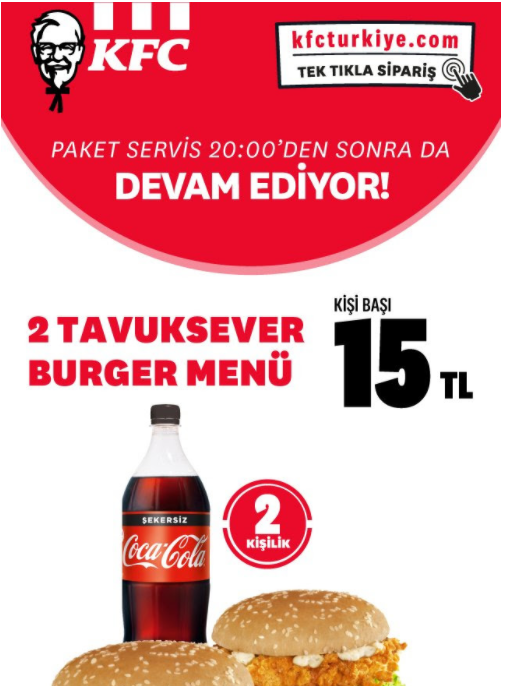 KFC
kfcturkiye.com
TEK TIKLA SİPARİŞ
PAKET SERVİS 20:00'DEN SONRA DA
DEVAM EDİYOR!
2 TAVUKSEVER
BURGER MENÜ
KİŞİ BAŞI
15 TL
ŞEKERSİZ
Coca-Cola
2
KİŞİLİK